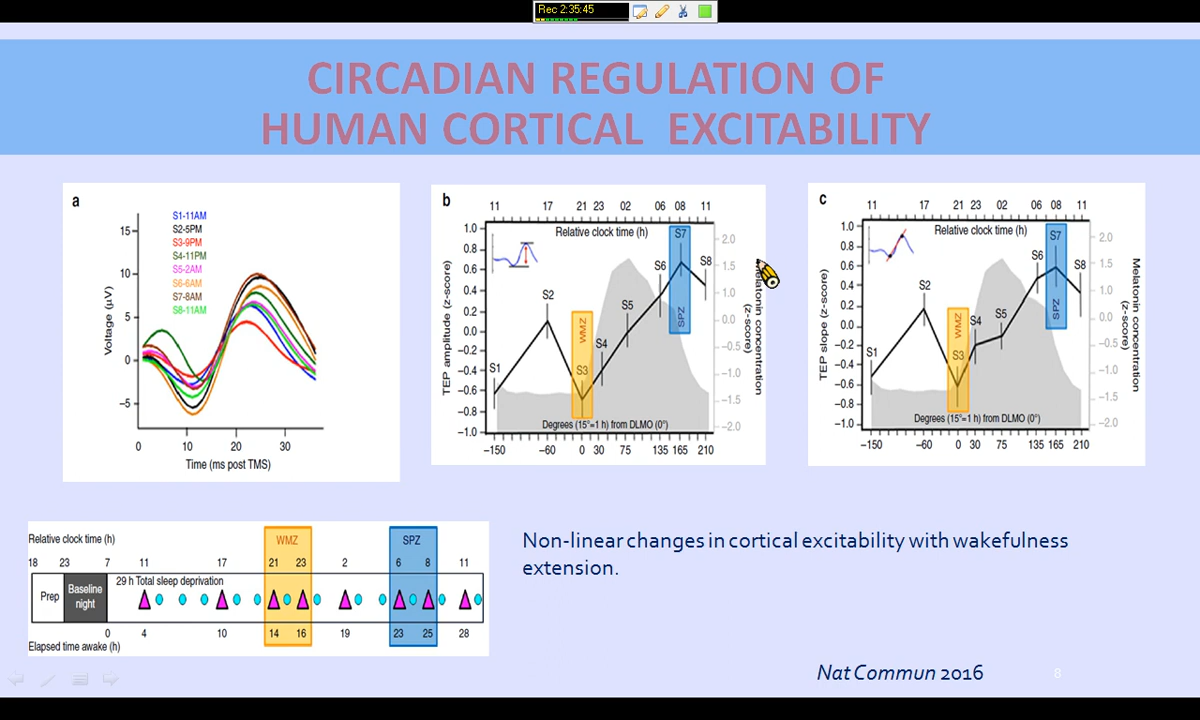 Rec 2:35:45
CIRCADIAN REGULATION OF
HUMAN CORTICAL EXCITABILITY
a
S1-11AM
S2-5PM
S3-9PM
S4-11PM
S5-2AM
S6-6AM
S7-8AM
S8-11AM
Voltage (µV)
15
10
5
0
−5
0 10 20 30
Time (ms post TMS)
b
11 17 21 23 02 06 08 11
Relative clock time (h)
TEP amplitude (z-score)
1.0
0.8
0.6
0.4
0.2
0.0
−0.2
−0.4
−0.6
−0.8
−1.0
S1
S2
WMZ
S3
S4
S5
S6
S7
SPZ
S8
2.0
1.5
1.0
0.0
−0.5
−1.0
−1.5
−2.0
Melatonin concentration
(z-score)
Degrees (15°=1 h) from DLMO (0°)
−150 −60 0 30 75 135 165 210
c
11 17 21 23 02 06 08 11
Relative clock time (h)
TEP slope (z-score)
1.0
0.8
0.6
0.4
0.2
0.0
−0.2
−0.4
−0.6
−0.8
−1.0
S1
S2
WMZ
S3
S4
S5
S6
S7
SPZ
S8
2.0
1.5
1.0
0.0
−0.5
−1.0
−1.5
−2.0
Melatonin concentration
(z-score)
Degrees (15°=1 h) from DLMO (0°)
−150 −60 0 30 75 135 165 210
Relative clock time (h)
WMZ
SPZ
18 23 7 11 17 21 23 2 6 8 11
29 h Total sleep deprivation
Prep
Baseline
night
0 4 10 14 16 19 23 25 28
Elapsed time awake (h)
Non-linear changes in cortical excitability with wakefulness
extension.
Nat Commun 2016
8